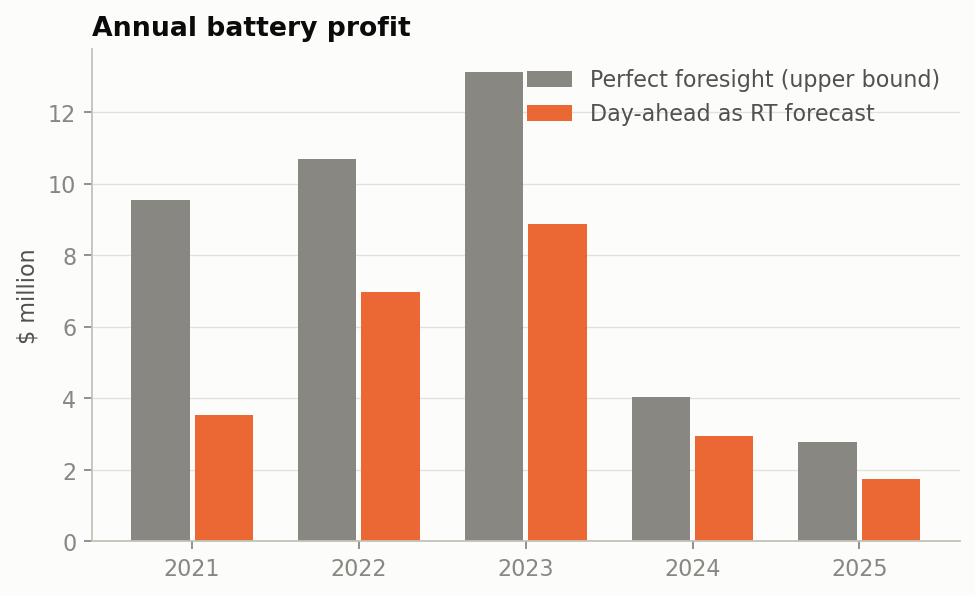 Annual battery profit
Perfect foresight (upper bound)
Day-ahead as RT forecast
$ million
12
10
8
6
4
2
0
2021 2022 2023 2024 2025